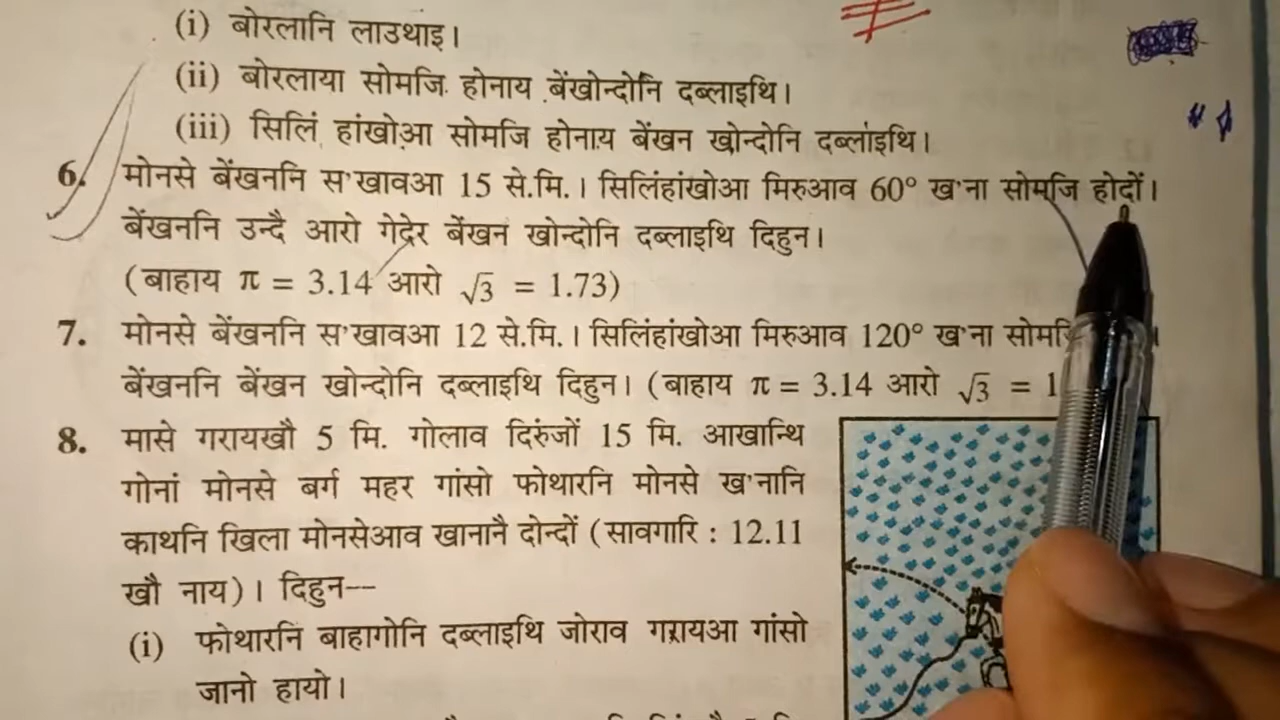 (i) बोरलानि लाउथाइ।
(ii) बोरलाया सोमजि होनाय बेंखोन्दोनि दब्लाइथि।
(iii) सिलिं हांखोआ सोमजि होनाय बेंखन खोन्दोनि दब्लाइथि।
6. मोनसे बेंखननि स'खावआ 15 से.मि.। सिलिंहांखोआ मिरुआव 60° ख'ना सोमजि होदों।
बेंखननि उन्दै आरो गेदेर बेंखन खोन्दोनि दब्लाइथि दिहुन।
(बाहाय π = 3.14 आरो √3 = 1.73)
7. मोनसे बेंखननि स'खावआ 12 से.मि.। सिलिंहांखोआ मिरुआव 120° ख'ना
बेंखननि बेंखन खोन्दोनि दब्लाइथि दिहुन। (बाहाय π = 3.14 आरो √3 = 1
8. मासे गरायखौ 5 मि. गोलाव दिरुंजों 15 मि. आखान्थि
गोनां मोनसे बर्ग महर गांसो फोथारनि मोनसे ख'नानि
काथनि खिला मोनसेआव खानानै दोन्दों (सावगारि : 12.11
खौ नाय)। दिहुन—
(i) फोथारनि बाहागोनि दब्लाइथि जोराव गरायआ गांसो
जानो हायो।